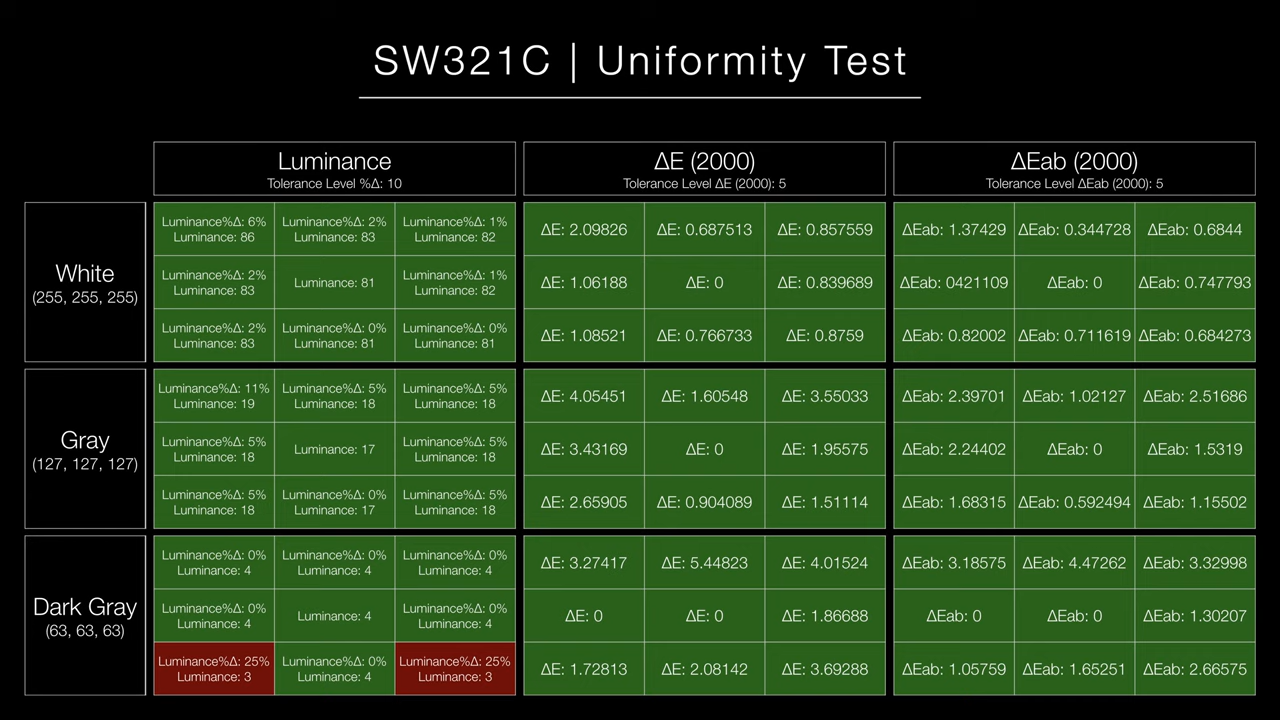 SW321C | Uniformity Test
Luminance
Tolerance Level %Δ: 10
ΔE (2000)
Tolerance Level ΔE (2000): 5
ΔEab (2000)
Tolerance Level ΔEab (2000): 5
White
(255, 255, 255)
Luminance%Δ: 6%
Luminance: 86
Luminance%Δ: 2%
Luminance: 83
Luminance%Δ: 1%
Luminance: 82
ΔE: 2.09826
ΔE: 0.687513
ΔE: 0.857559
ΔEab: 1.37429
ΔEab: 0.344728
ΔEab: 0.6844
Luminance%Δ: 2%
Luminance: 83
Luminance: 81
Luminance%Δ: 1%
Luminance: 82
ΔE: 1.06188
ΔE: 0
ΔE: 0.839689
ΔEab: 0421109
ΔEab: 0
ΔEab: 0.747793
Luminance%Δ: 2%
Luminance: 83
Luminance%Δ: 0%
Luminance: 81
Luminance%Δ: 0%
Luminance: 81
ΔE: 1.08521
ΔE: 0.766733
ΔE: 0.8759
ΔEab: 0.82002
ΔEab: 0.711619
ΔEab: 0.684273
Gray
(127, 127, 127)
Luminance%Δ: 11%
Luminance: 19
Luminance%Δ: 5%
Luminance: 18
Luminance%Δ: 5%
Luminance: 18
ΔE: 4.05451
ΔE: 1.60548
ΔE: 3.55033
ΔEab: 2.39701
ΔEab: 1.02127
ΔEab: 2.51686
Luminance%Δ: 5%
Luminance: 18
Luminance: 17
Luminance%Δ: 5%
Luminance: 18
ΔE: 3.43169
ΔE: 0
ΔE: 1.95575
ΔEab: 2.24402
ΔEab: 0
ΔEab: 1.5319
Luminance%Δ: 5%
Luminance: 18
Luminance%Δ: 0%
Luminance: 17
Luminance%Δ: 5%
Luminance: 18
ΔE: 2.65905
ΔE: 0.904089
ΔE: 1.51114
ΔEab: 1.68315
ΔEab: 0.592494
ΔEab: 1.15502
Dark Gray
(63, 63, 63)
Luminance%Δ: 0%
Luminance: 4
Luminance%Δ: 0%
Luminance: 4
Luminance%Δ: 0%
Luminance: 4
ΔE: 3.27417
ΔE: 5.44823
ΔE: 4.01524
ΔEab: 3.18575
ΔEab: 4.47262
ΔEab: 3.32998
Luminance%Δ: 0%
Luminance: 4
Luminance: 4
Luminance%Δ: 0%
Luminance: 4
ΔE: 0
ΔE: 0
ΔE: 1.86688
ΔEab: 0
ΔEab: 0
ΔEab: 1.30207
Luminance%Δ: 25%
Luminance: 3
Luminance%Δ: 0%
Luminance: 4
Luminance%Δ: 25%
Luminance: 3
ΔE: 1.72813
ΔE: 2.08142
ΔE: 3.69288
ΔEab: 1.05759
ΔEab: 1.65251
ΔEab: 2.66575